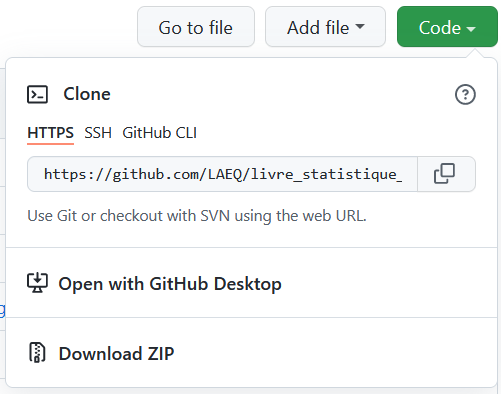 Go to file Add file Code
Clone
HTTPS SSH GitHub CLI
https://github.com/LAEQ/livre_statistique_
Use Git or checkout with SVN using the web URL.
Open with GitHub Desktop
Download ZIP